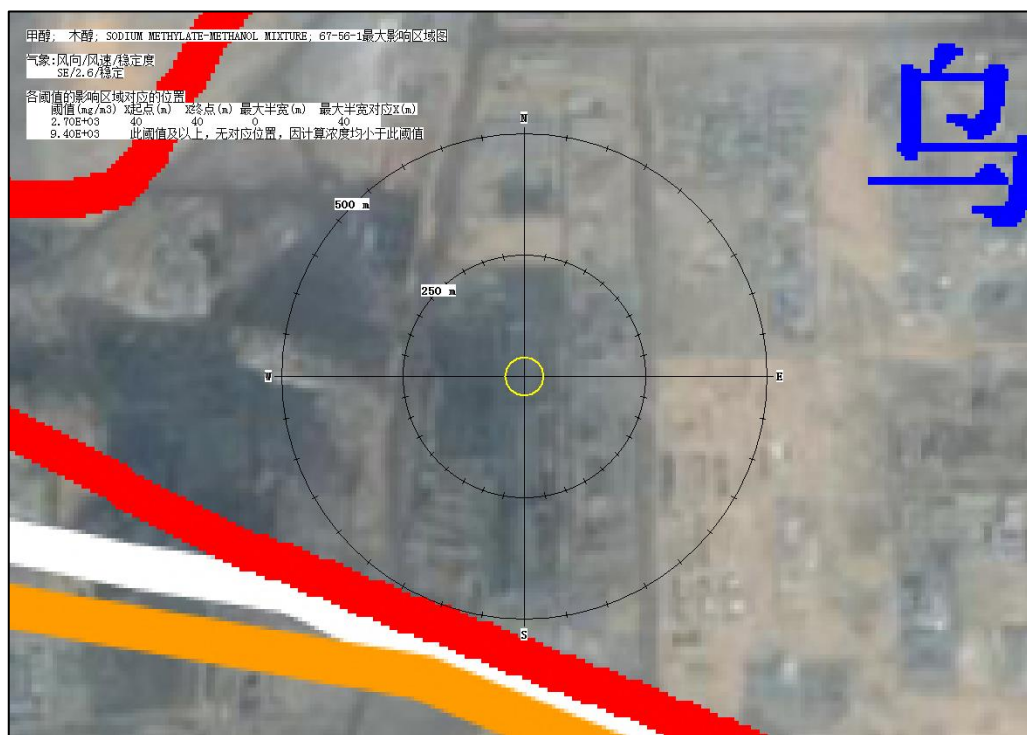 甲醇; 木醇; SODIUM METHYLATE-METHANOL MIXTURE; 67-56-1最大影响区域图
气象:风向/风速/稳定度
SE/2.6/稳定
各阈值的影响区域对应的位置
阈值(mg/m3) X起点(m) X终点(m) 最大半宽(m) 最大半宽对应X(m)
2.70E+03 40 40 0 40
9.40E+03 此阈值及以上，无对应位置，因计算浓度均小于此阈值
N
500 m
250 m
W
E
S